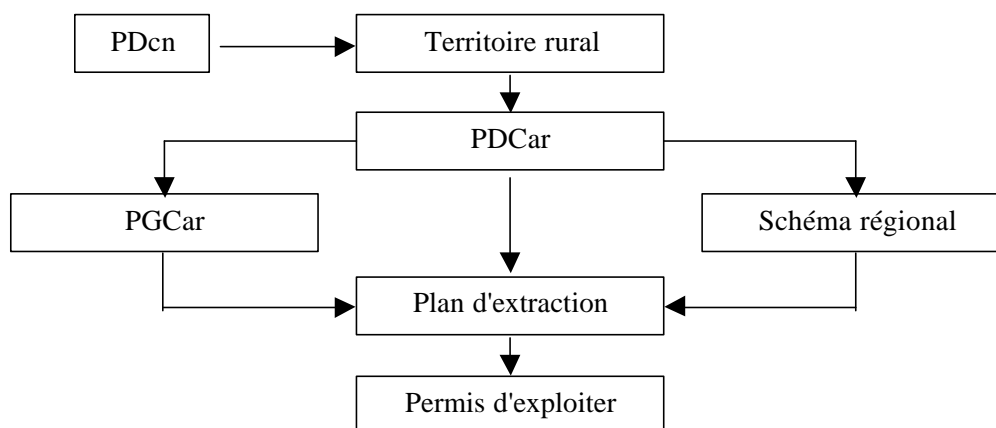 PDcn
Territoire rural
PDCar
PGCar
Schéma régional
Plan d'extraction
Permis d'exploiter